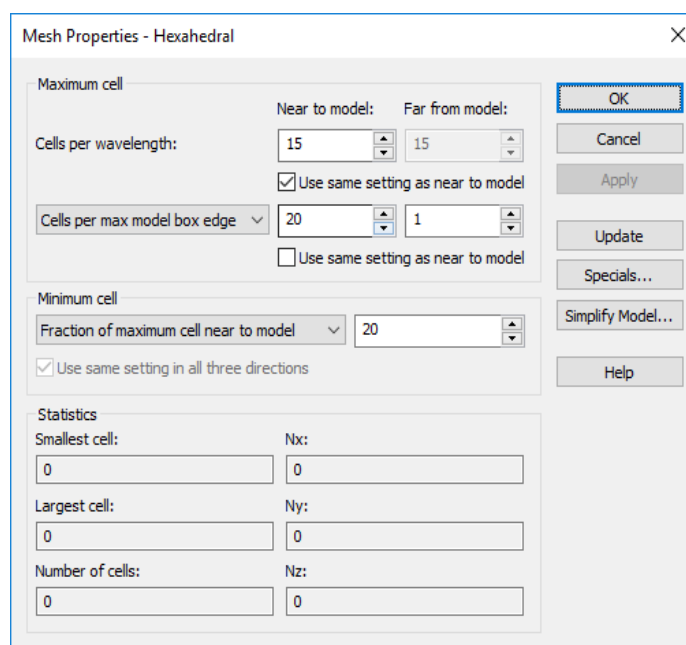 Mesh Properties - Hexahedral
Maximum cell
Near to model: Far from model:
Cells per wavelength: 15 15
Use same setting as near to model
Cells per max model box edge 20 1
Use same setting as near to model
Minimum cell
Fraction of maximum cell near to model 20
Use same setting in all three directions
Statistics
Smallest cell: Nx:
0 0
Largest cell: Ny:
0 0
Number of cells: Nz:
0 0
OK
Cancel
Apply
Update
Specials...
Simplify Model...
Help